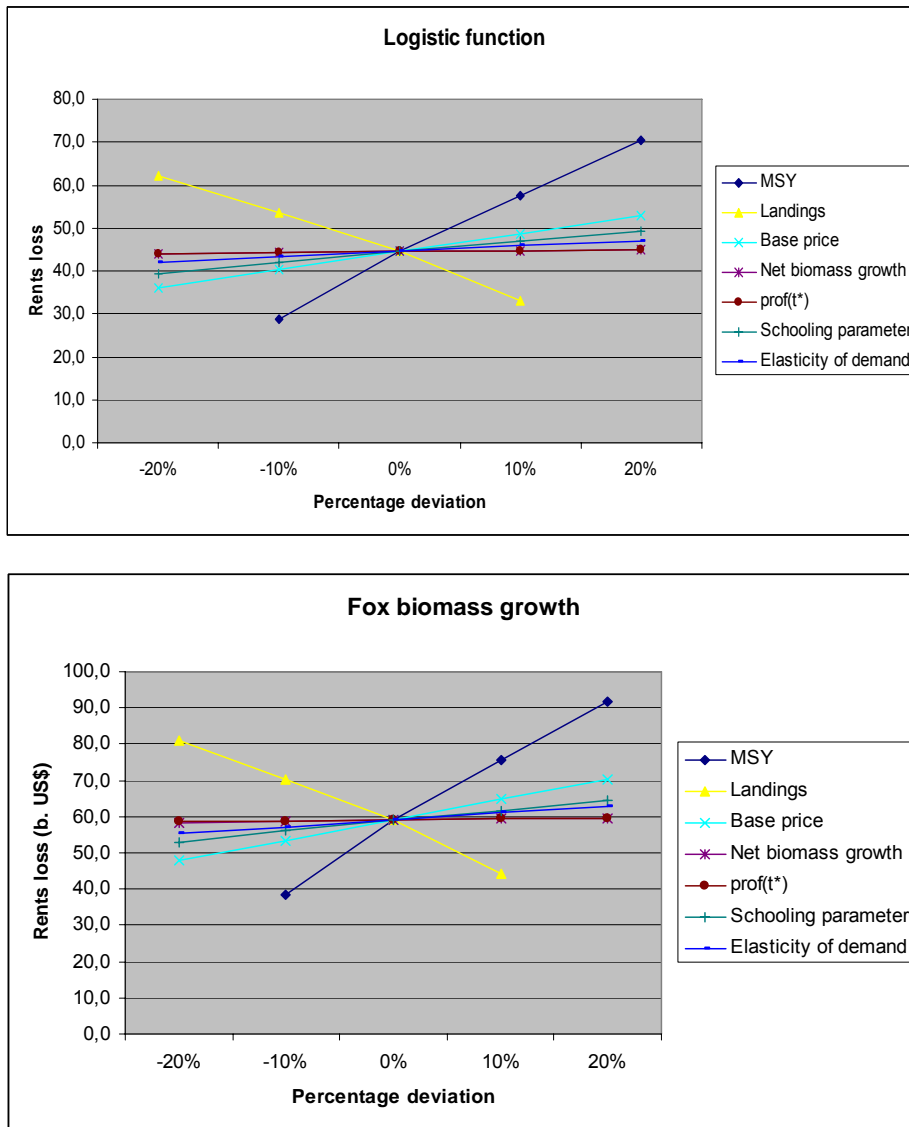 Logistic function
80,0
70,0
60,0
50,0
40,0
30,0
20,0
10,0
0,0
Rents loss
-20% -10% 0% 10% 20%
Percentage deviation
MSY
Landings
Base price
Net biomass growth
prof(t*)
Schooling parameter
Elasticity of demand
Fox biomass growth
100,0
90,0
80,0
70,0
60,0
50,0
40,0
30,0
20,0
10,0
0,0
Rents loss (b. US$)
-20% -10% 0% 10% 20%
Percentage deviation
MSY
Landings
Base price
Net biomass growth
prof(t*)
Schooling parameter
Elasticity of demand